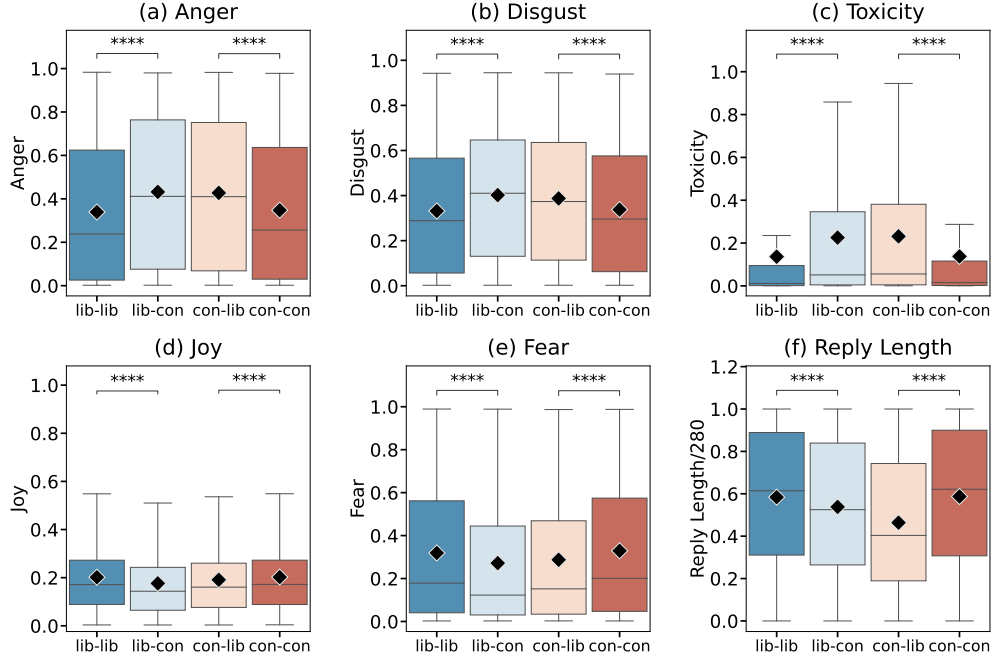 (a) Anger
(b) Disgust
(c) Toxicity
****
****
****
****
****
****
1.0
0.8
0.6
0.4
0.2
0.0
Anger
1.0
0.8
0.6
0.4
0.2
0.0
Disgust
1.0
0.8
0.6
0.4
0.2
0.0
Toxicity
lib-lib lib-con con-lib con-con
lib-lib lib-con con-lib con-con
lib-lib lib-con con-lib con-con
(d) Joy
(e) Fear
(f) Reply Length
****
****
****
****
****
****
1.0
0.8
0.6
0.4
0.2
0.0
Joy
1.0
0.8
0.6
0.4
0.2
0.0
Fear
1.2
1.0
0.8
0.6
0.4
0.2
0.0
Reply Length/280
lib-lib lib-con con-lib con-con
lib-lib lib-con con-lib con-con
lib-lib lib-con con-lib con-con